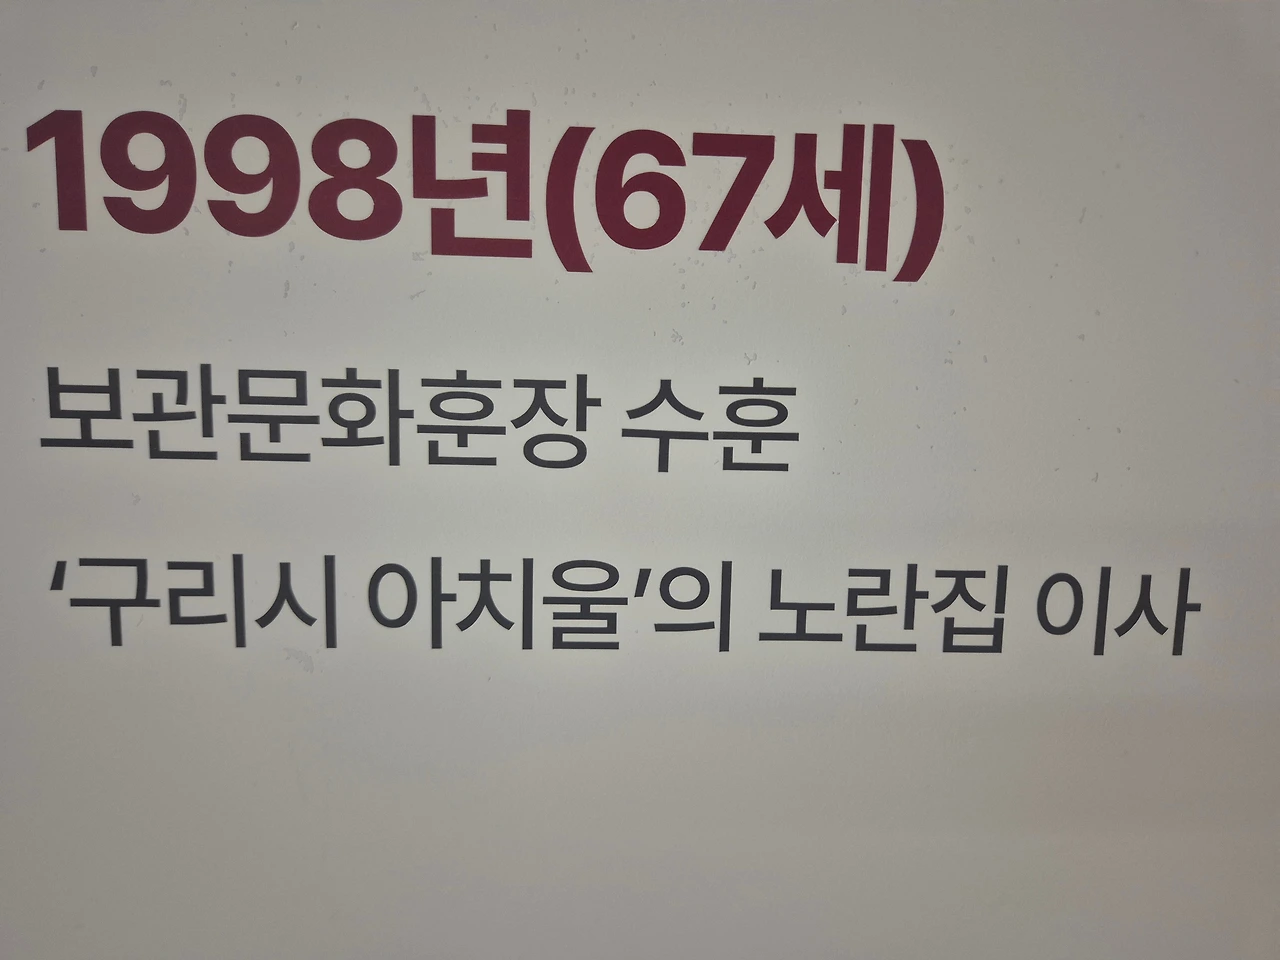 1998년(67세)
보관문화훈장 수훈
‘구리시 아치울’의 노란집 이사